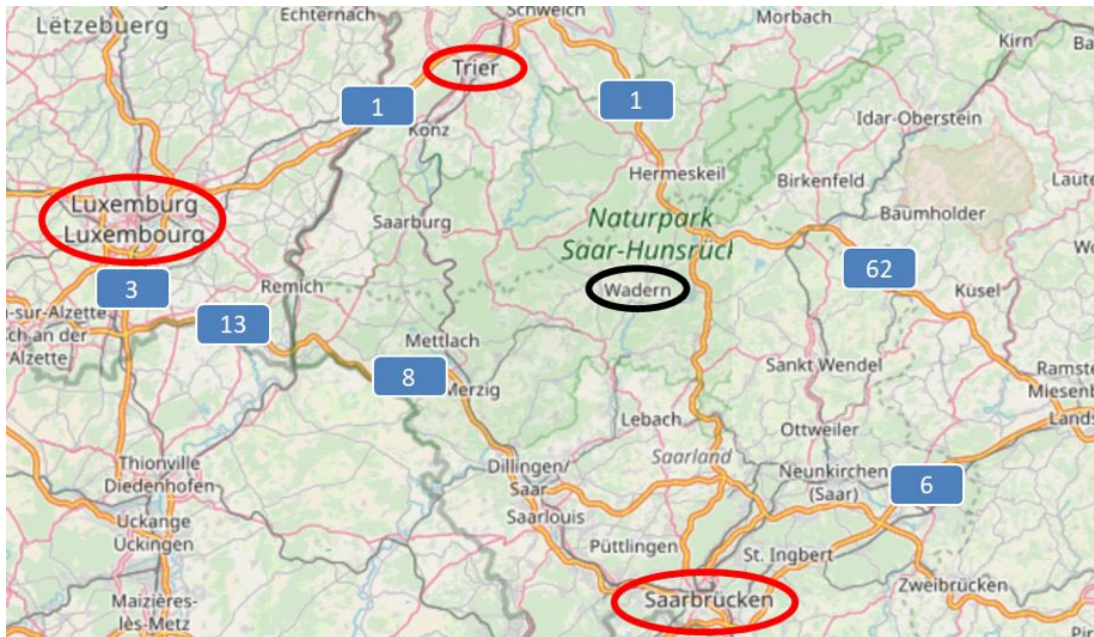 Lëtzebuerg
Echternach
Schweich
Morbach
Kirn
Trier
1
1
Konz
Idar-Oberstein
Hermeskeil
Birkenfeld
Luxemburg
Luxembourg
Saarburg
Baumholder
Naturpark
Saar-Hunsrück
3
Remich
Wadern
62
Kusel
13
Mettlach
8
Merzig
Sankt Wendel
Lebach
Ottweiler
Thionville
Diedenhofen
Dillingen/
Saar
Saarland
Neunkirchen
(Saar)
6
Saarlouis
Uckange
Ückingen
Püttlingen
St. Ingbert
Zweibrücken
Saarbrücken
Maizières-
lès-Metz